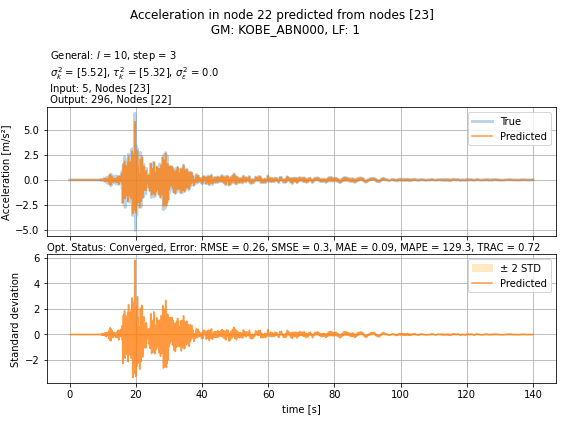 Acceleration in node 22 predicted from nodes [23]
GM: KOBE_ABN000, LF: 1
General: l = 10, step = 3
σ²ₖ = [5.52], τ²ₖ = [5.32], σ²ε = 0.0
Input: 5, Nodes [23]
Output: 296, Nodes [22]
Acceleration [m/s²]
5.0
2.5
0.0
−2.5
−5.0
True
Predicted
Opt. Status: Converged, Error: RMSE = 0.26, SMSE = 0.3, MAE = 0.09, MAPE = 129.3, TRAC = 0.72
Standard deviation
6
4
2
0
−2
± 2 STD
Predicted
0 20 40 60 80 100 120 140
time [s]